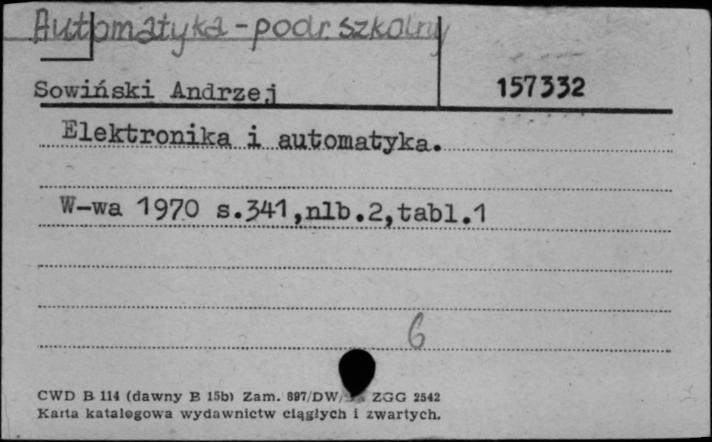 Automatyka - podr. szkolny
Sowiński Andrzej 157332
Elektronika i automatyka.
W-wa 1970 s.341,nlb.2,tabl.1
6
CWD B 114 (dawny B 15b) Zam. 897/DW/ ZGG 2542
Karta katalogowa wydawnictw ciągłych i zwartych.